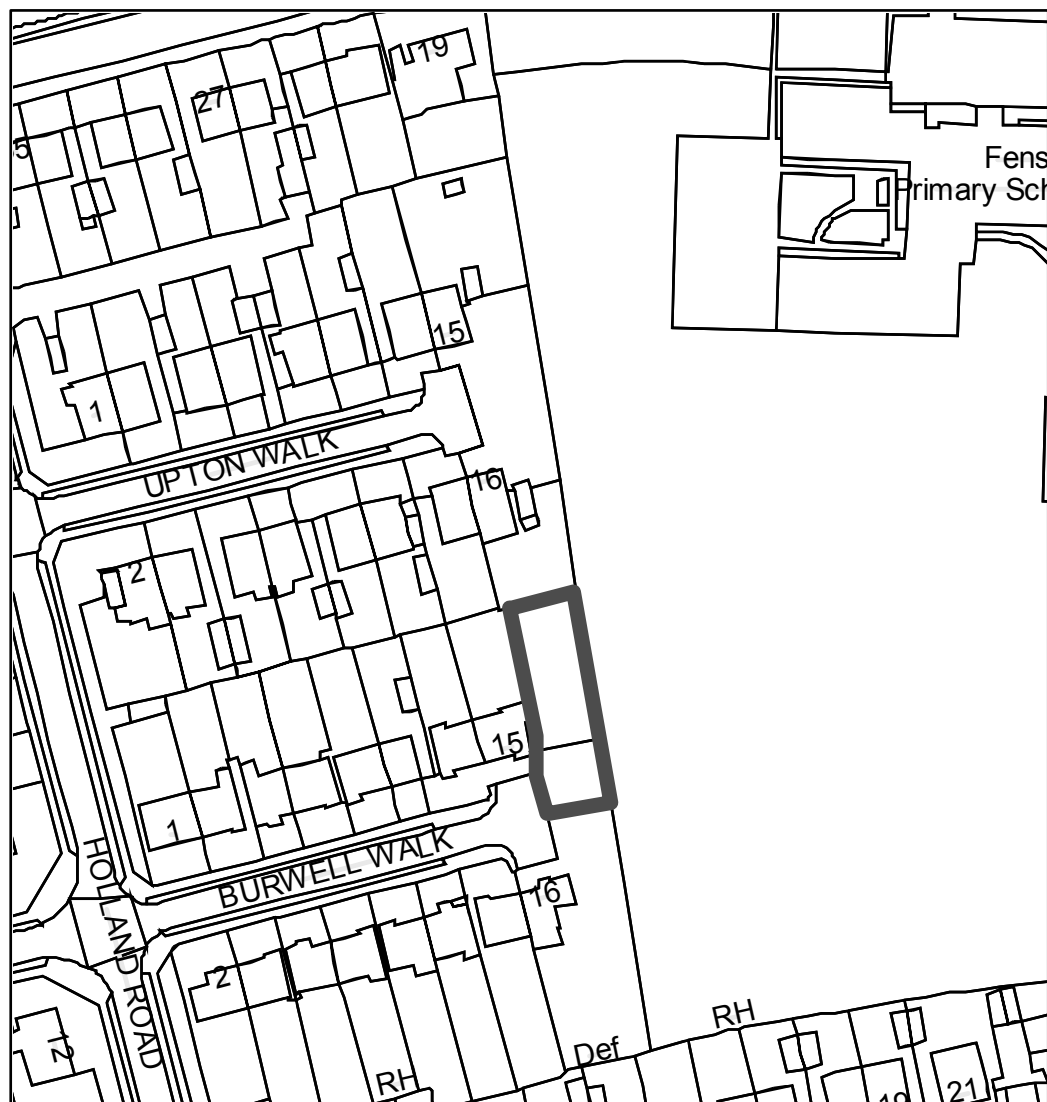 19
27
Fens
Primary Sch
15
1
UPTON WALK
16
2
15
1
BURWELL WALK
HOLLAND ROAD
16
2
RH
Def
12
RH
21